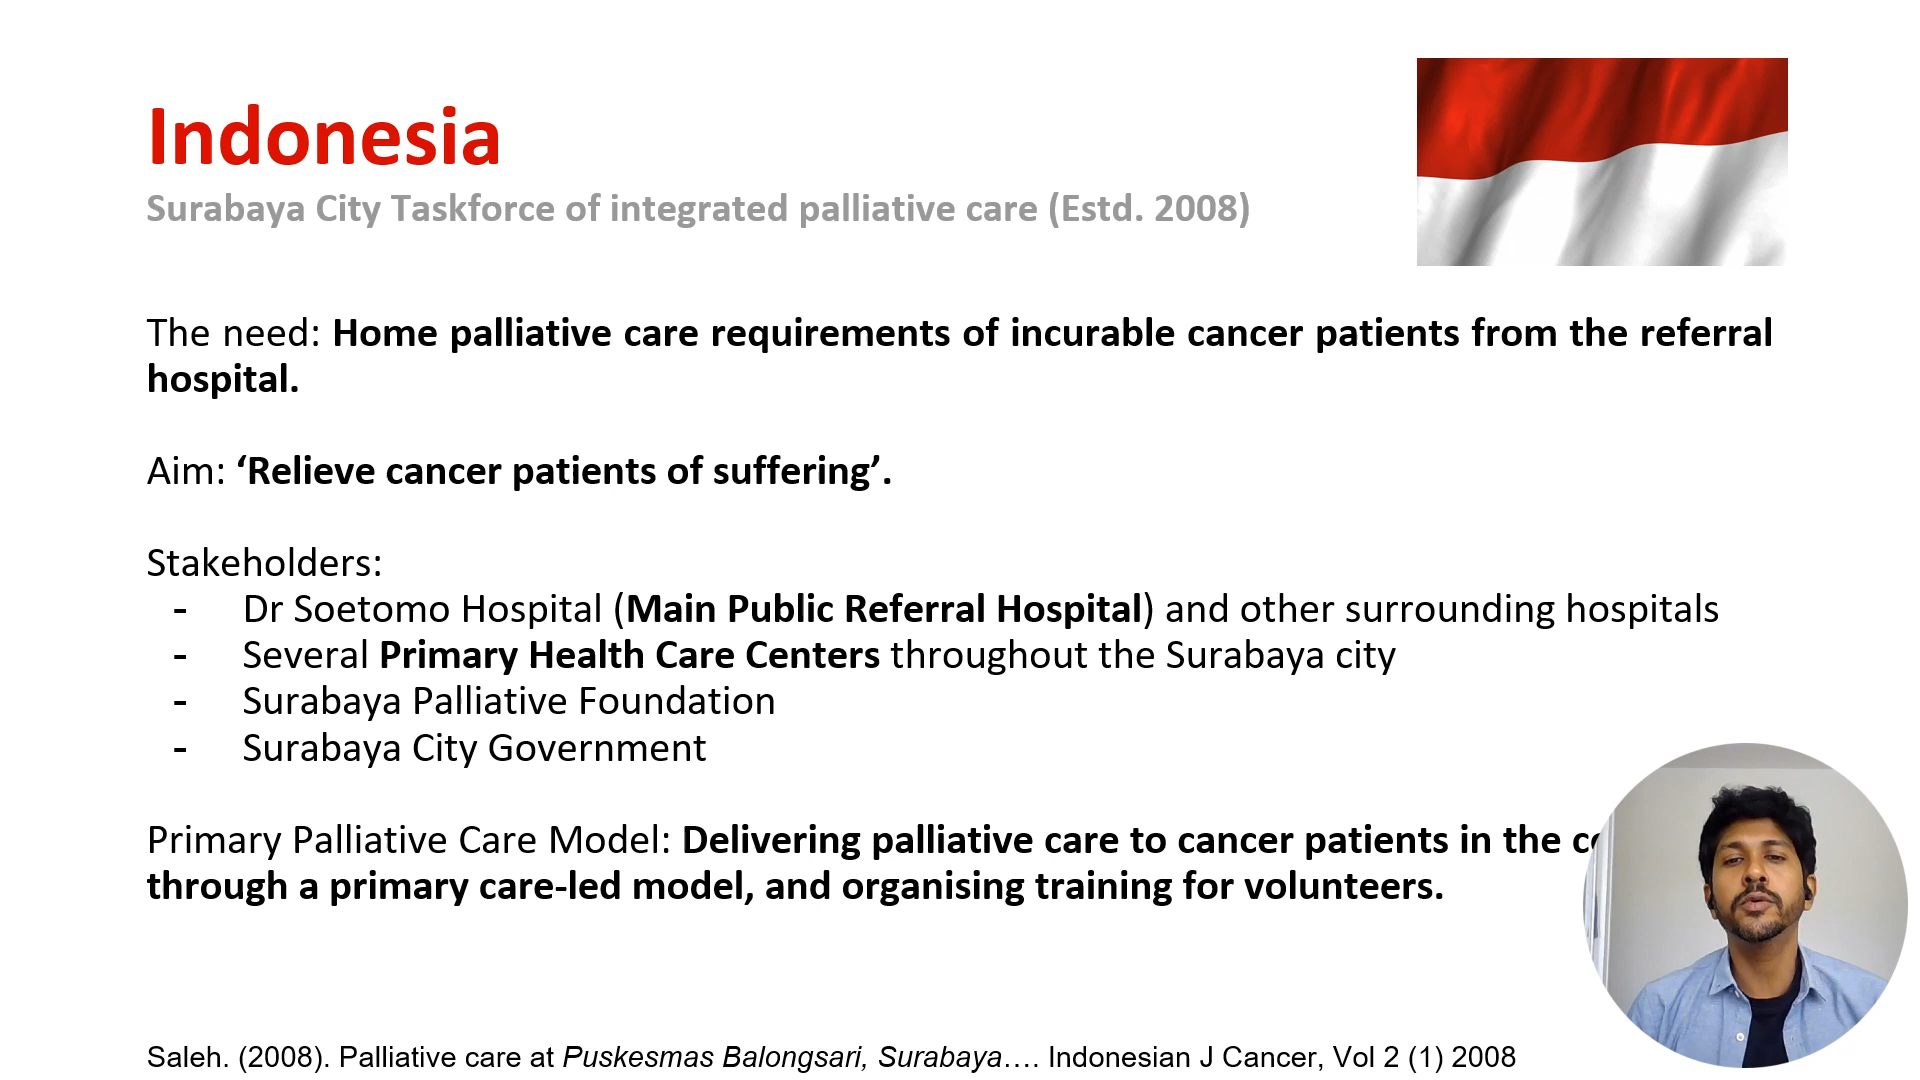 Indonesia
Surabaya City Taskforce of integrated palliative care (Estd. 2008)
The need: Home palliative care requirements of incurable cancer patients from the referral
hospital.
Aim: ‘Relieve cancer patients of suffering’.
Stakeholders:
- Dr Soetomo Hospital (Main Public Referral Hospital) and other surrounding hospitals
- Several Primary Health Care Centers throughout the Surabaya city
- Surabaya Palliative Foundation
- Surabaya City Government
Primary Palliative Care Model: Delivering palliative care to cancer patients in the
through a primary care-led model, and organising training for volunteers.
Saleh. (2008). Palliative care at Puskesmas Balongsari, Surabaya…. Indonesian J Cancer, Vol 2 (1) 2008